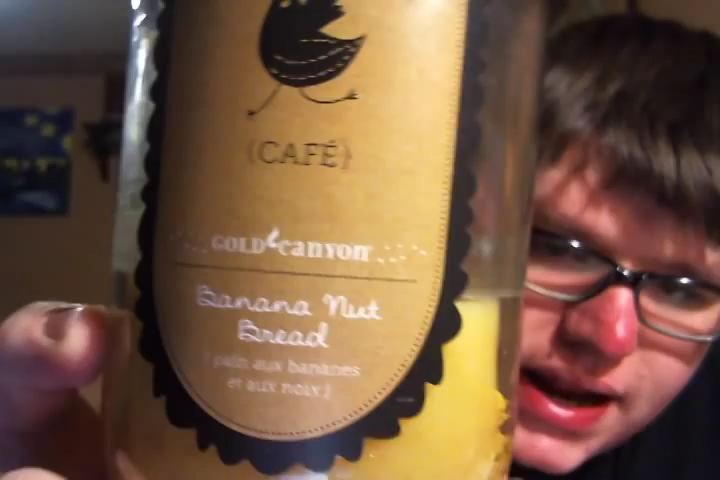 {CAFÉ}
GOLD canyon
Banana Nut
Bread
{ pain aux bananes
et aux noix }